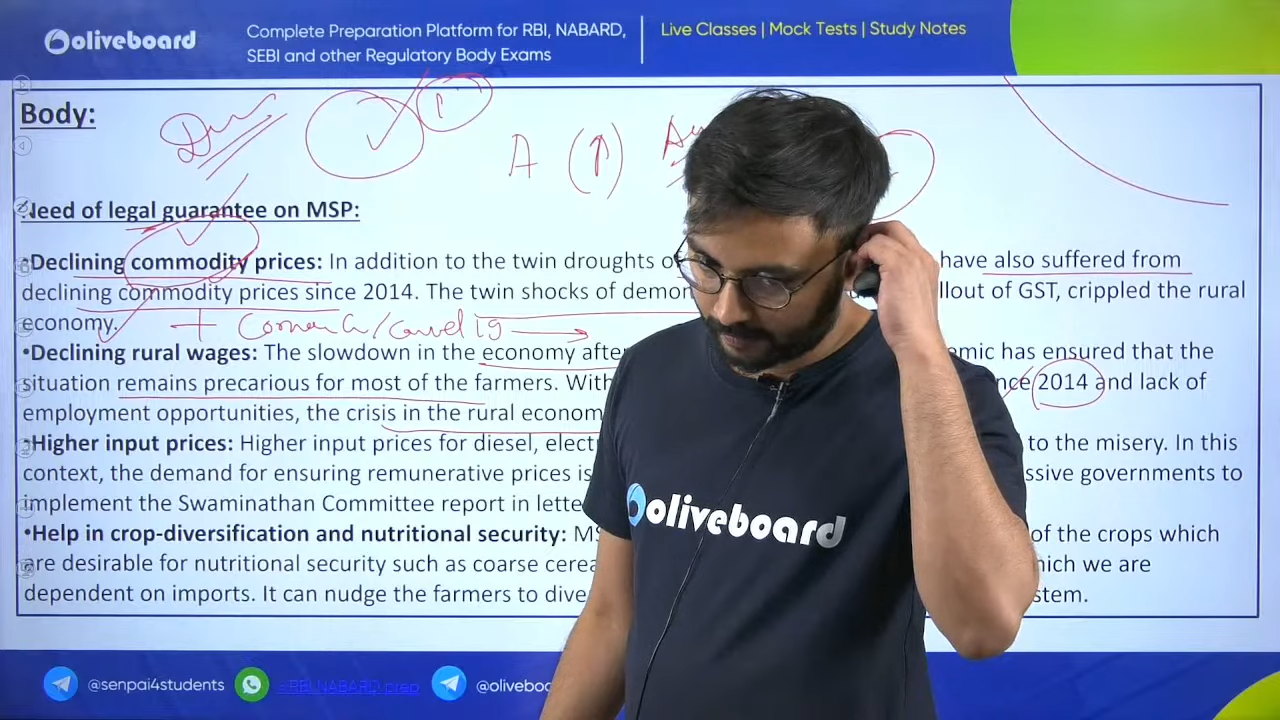 oliveboard
Complete Preparation Platform for RBI, NABARD,
SEBI and other Regulatory Body Exams
Live Classes | Mock Tests | Study Notes
Body:
A (↑)
Need of legal guarantee on MSP:
•Declining commodity prices: In addition to the twin droughts of have also suffered from
declining commodity prices since 2014. The twin shocks of demon llout of GST, crippled the rural
economy. + Corona/covid 19 →
•Declining rural wages: The slowdown in the economy after emic has ensured that the
situation remains precarious for most of the farmers. With nce 2014 and lack of
employment opportunities, the crisis in the rural econom
•Higher input prices: Higher input prices for diesel, elect to the misery. In this
context, the demand for ensuring remunerative prices is ssive governments to
implement the Swaminathan Committee report in lette
•Help in crop-diversification and nutritional security: MS of the crops which
are desirable for nutritional security such as coarse cerea hich we are
dependent on imports. It can nudge the farmers to dive stem.
oliveboard
@senpai4students
- RBI NABARD prep
@oliveboa